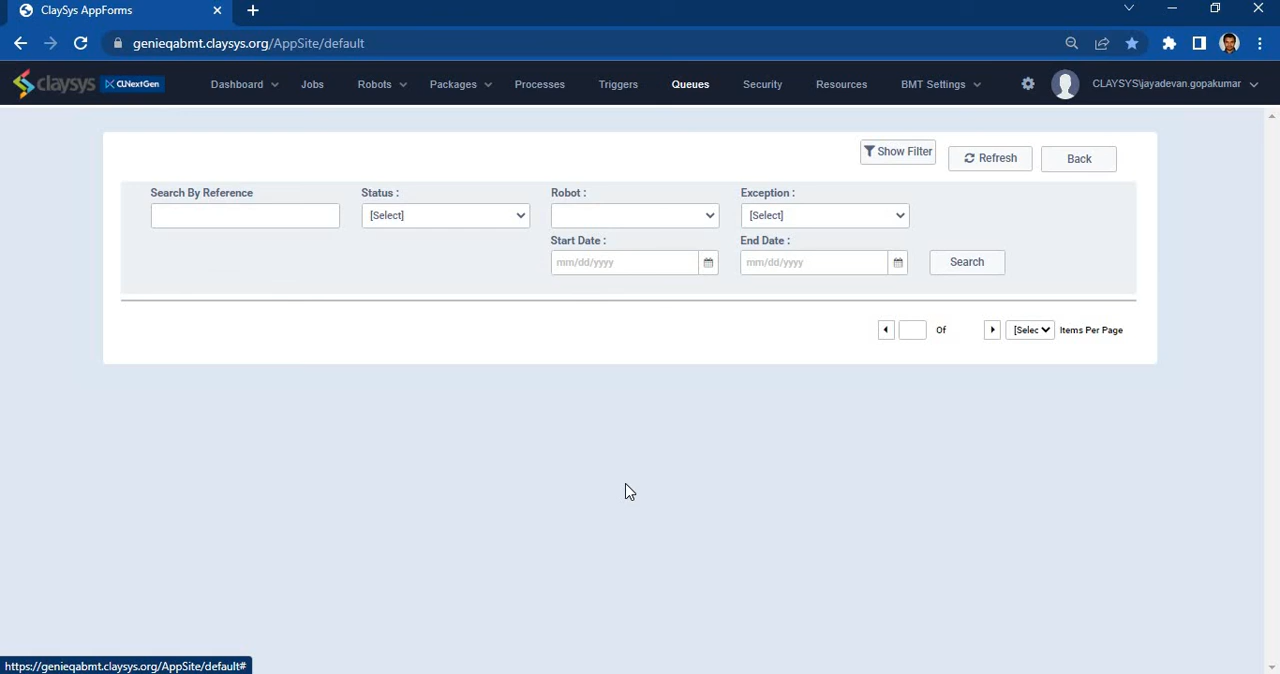 ClaySys AppForms
genieqabmt.claysys.org/AppSite/default
claysys CLNextGen Dashboard Jobs Robots Packages Processes Triggers Queues Security Resources BMT Settings CLAYSYS\jayadevan.gopakumar
Show Filter Refresh Back
Search By Reference Status : Robot : Exception :
[Select] [Select]
Start Date : End Date :
mm/dd/yyyy mm/dd/yyyy Search
Of [Selec Items Per Page
https://genieqabmt.claysys.org/AppSite/default#